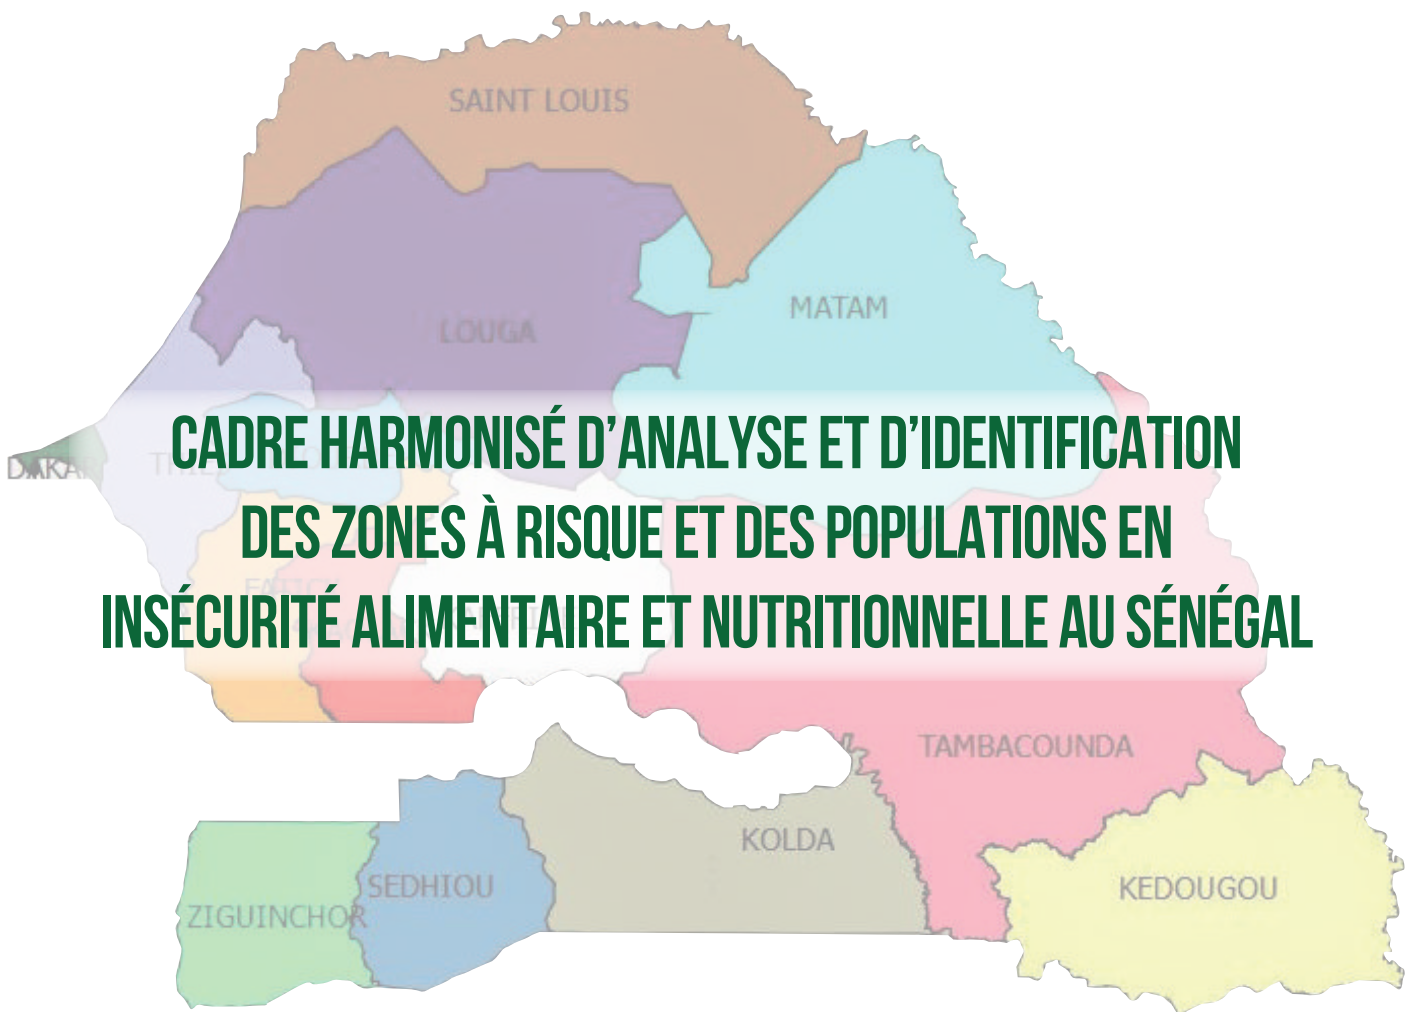 SAINT LOUIS
MATAM
LOUGA
CADRE HARMONISÉ D’ANALYSE ET D’IDENTIFICATION
DAKAR
DES ZONES À RISQUE ET DES POPULATIONS EN
INSÉCURITÉ ALIMENTAIRE ET NUTRITIONNELLE AU SÉNÉGAL
TAMBACOUNDA
KOLDA
SEDHIOU
KEDOUGOU
ZIGUINCHOR